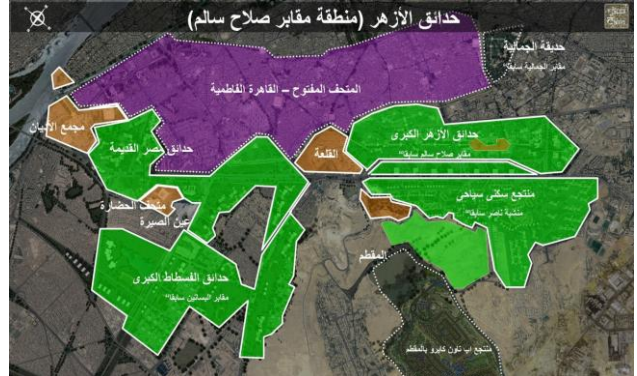 حدائق الأزهر (منطقة مقابر صلاح سالم)
حديقة الجمالية
مقابر الجمالية سابقا"
المتحف المفتوح – القاهرة الفاطمية
مجمع الأديان
حدائق مصر القديمة
القلعة
حدائق الأزهر الكبرى
مقابر صلاح سالم سابقا"
منتجع سكنى سياحى
منشية ناصر سابقا"
متحف الحضارة
عين الصيرة
المقطم
حدائق الفسطاط الكبرى
مقابر البساتين سابقا"
منتجع اب تاون كايرو بالمقطم